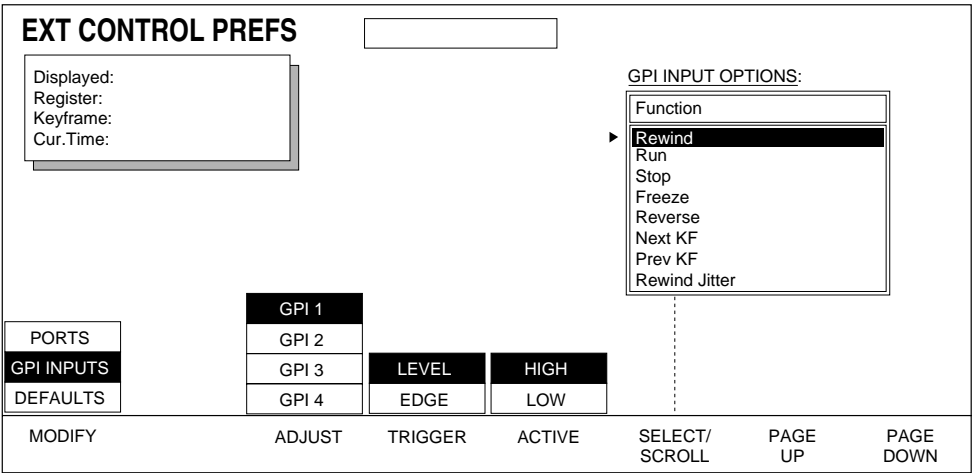 EXT CONTROL PREFS
Displayed:
Register:
Keyframe:
Cur.Time:
GPI INPUT OPTIONS:
Function
Rewind
Run
Stop
Freeze
Reverse
Next KF
Prev KF
Rewind Jitter
PORTS
GPI INPUTS
DEFAULTS
GPI 1
GPI 2
GPI 3
GPI 4
LEVEL
EDGE
HIGH
LOW
MODIFY
ADJUST
TRIGGER
ACTIVE
SELECT/
SCROLL
PAGE
UP
PAGE
DOWN